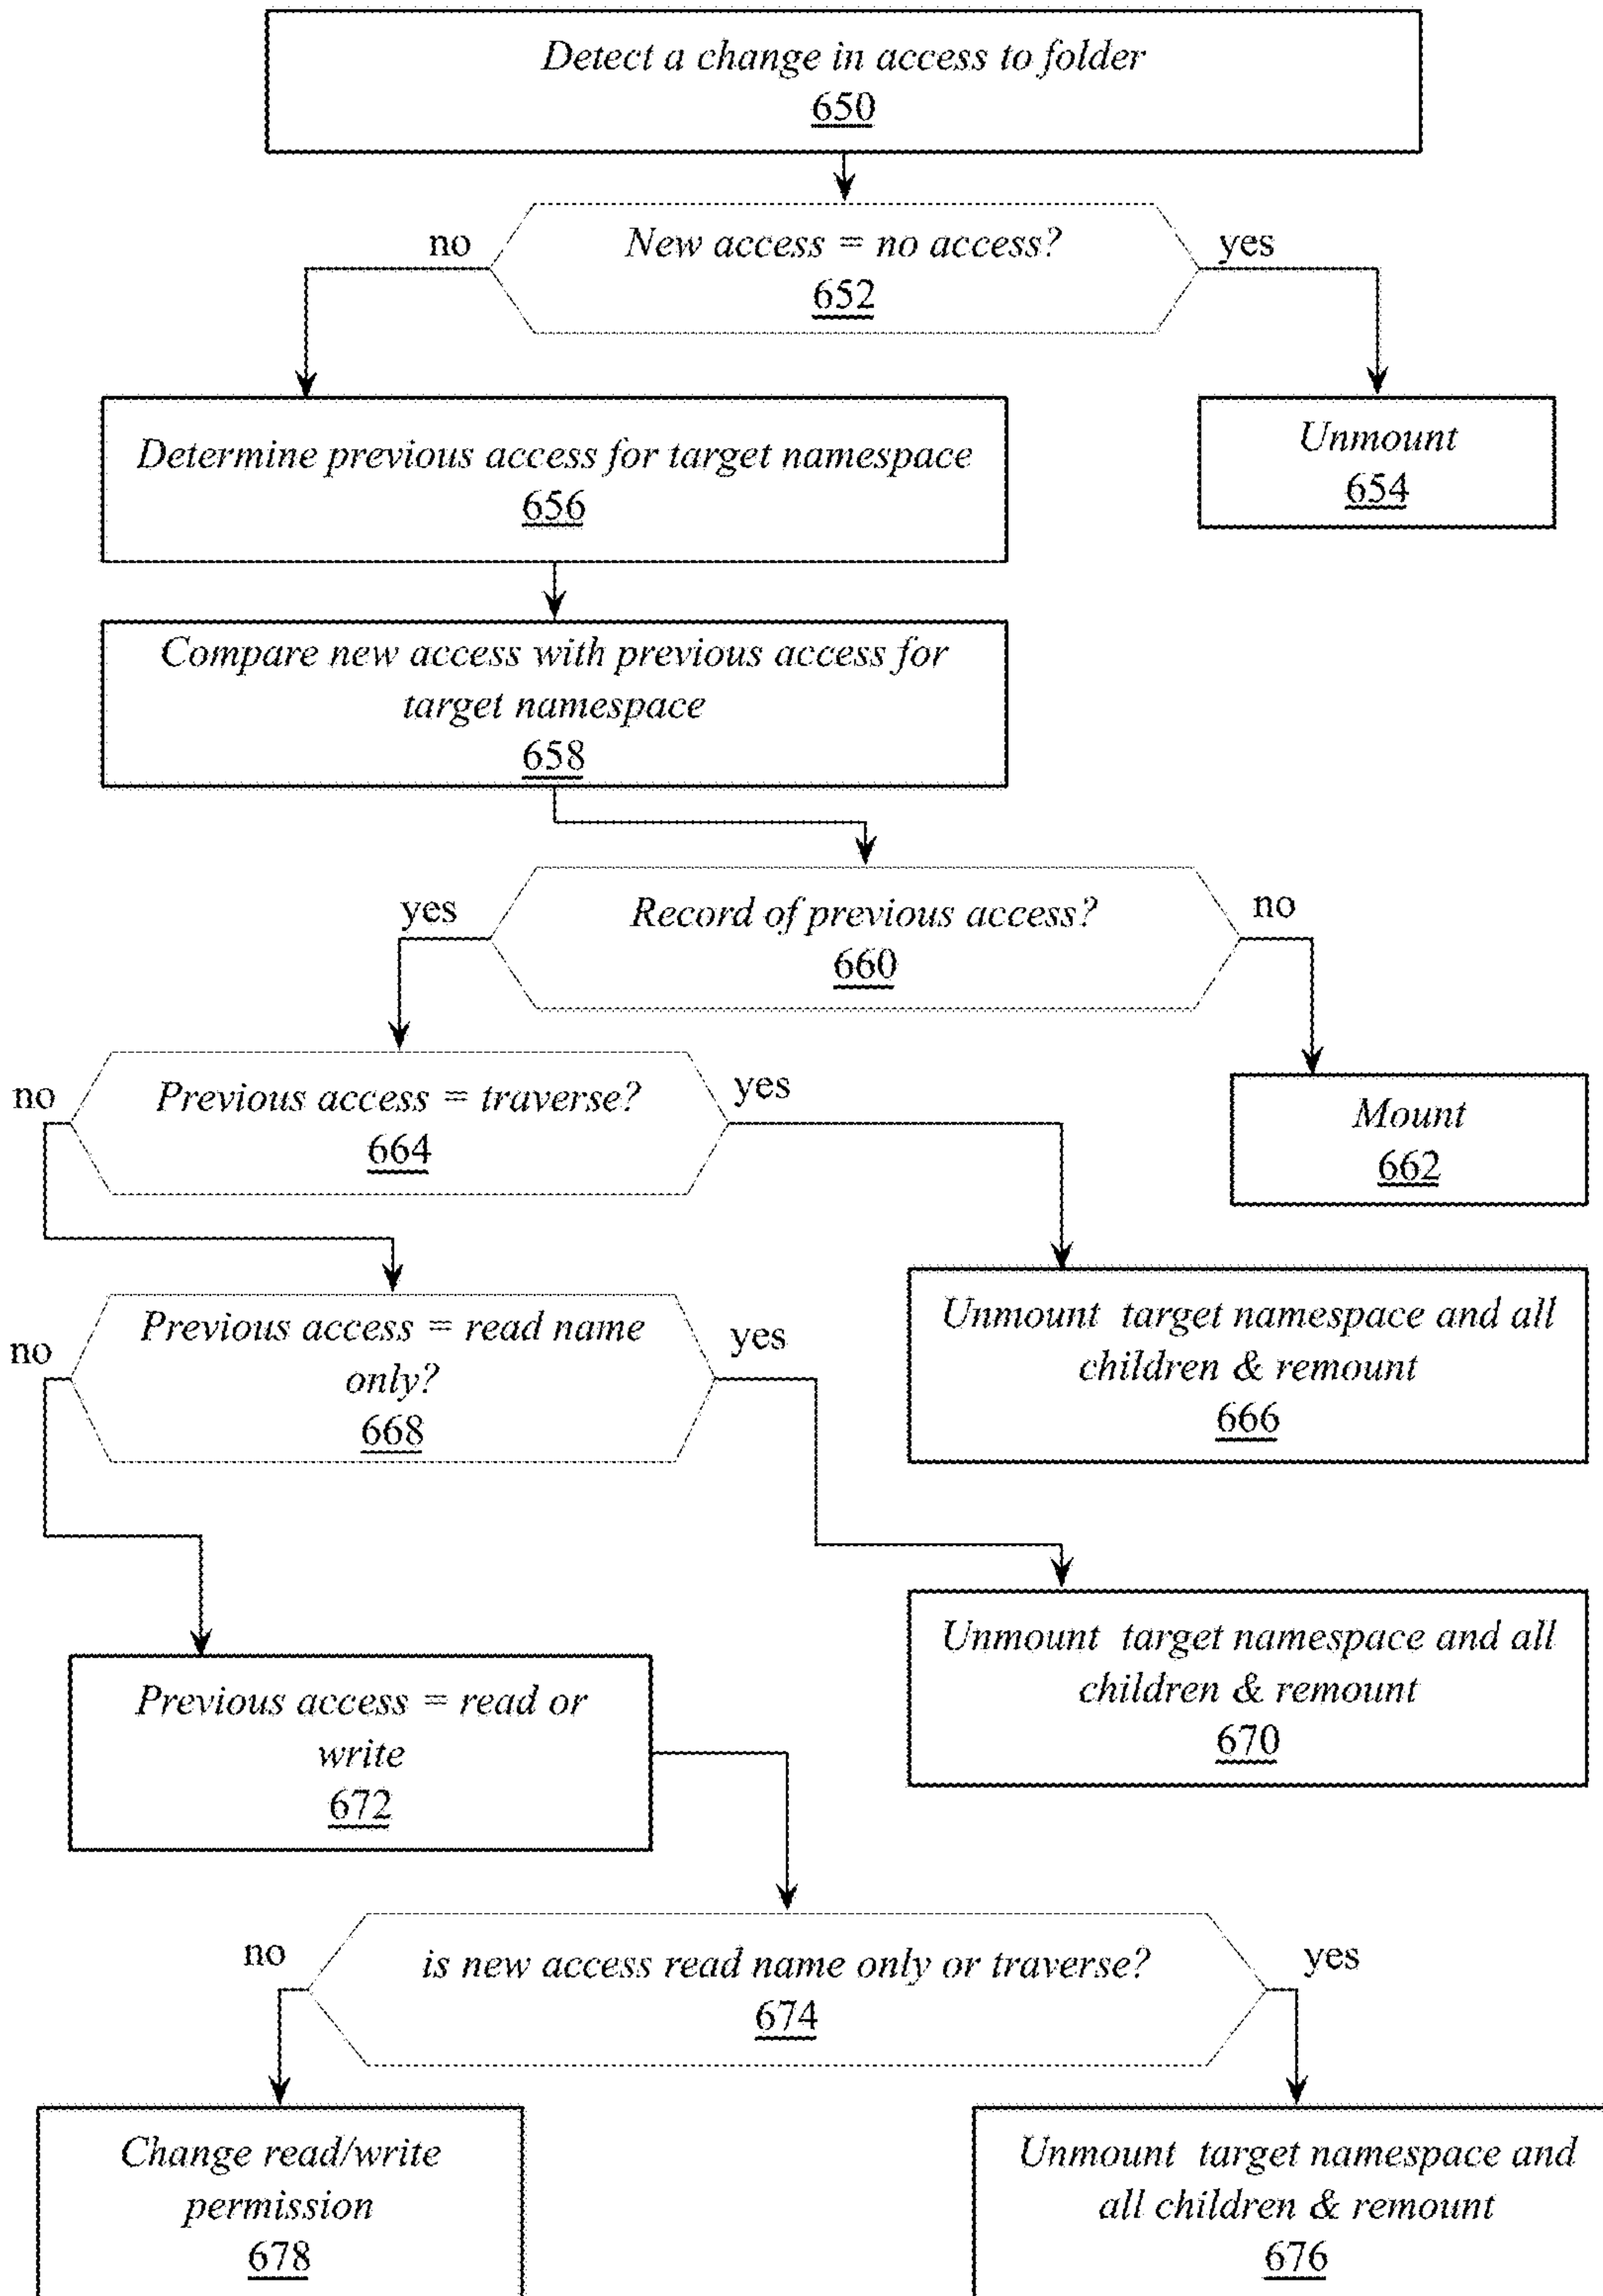 Detect a change in access to folder
650
New access = no access?
652
no
yes
Determine previous access for target namespace
656
Unmount
654
Compare new access with previous access for
target namespace
658
Record of previous access?
660
yes
no
Previous access = traverse?
664
no
yes
Mount
662
Previous access = read name
only?
668
no
yes
Unmount target namespace and all
children & remount
666
Unmount target namespace and all
children & remount
670
Previous access = read or
write
672
is new access read name only or traverse?
674
no
yes
Change read/write
permission
678
Unmount target namespace and
all children & remount
676